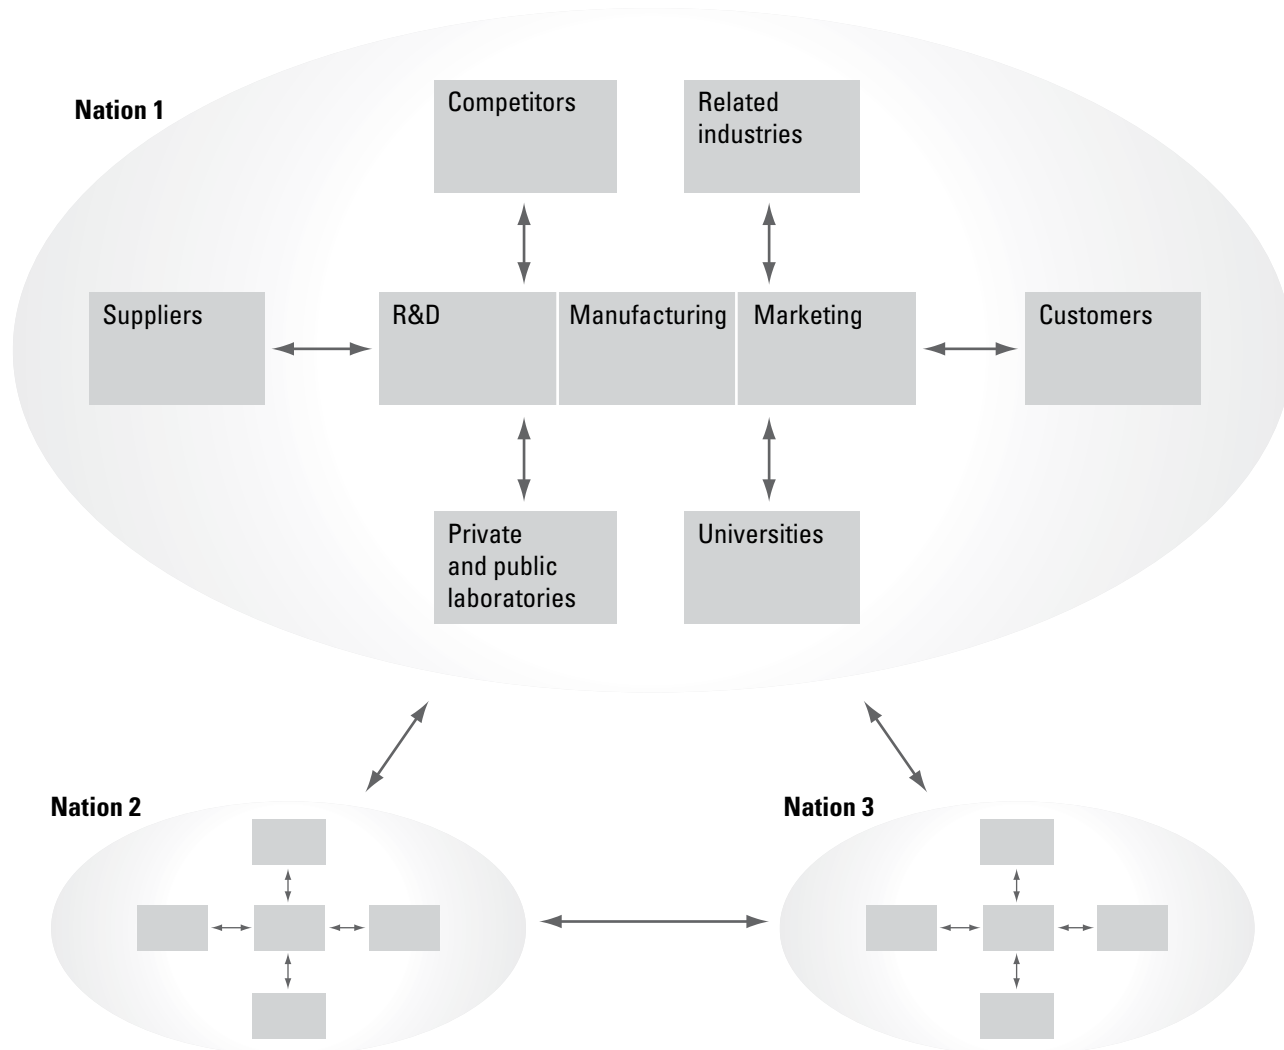 Nation 1
Competitors
Related
industries
Suppliers
R&D
Manufacturing
Marketing
Customers
Private
and public
laboratories
Universities
Nation 2
Nation 3